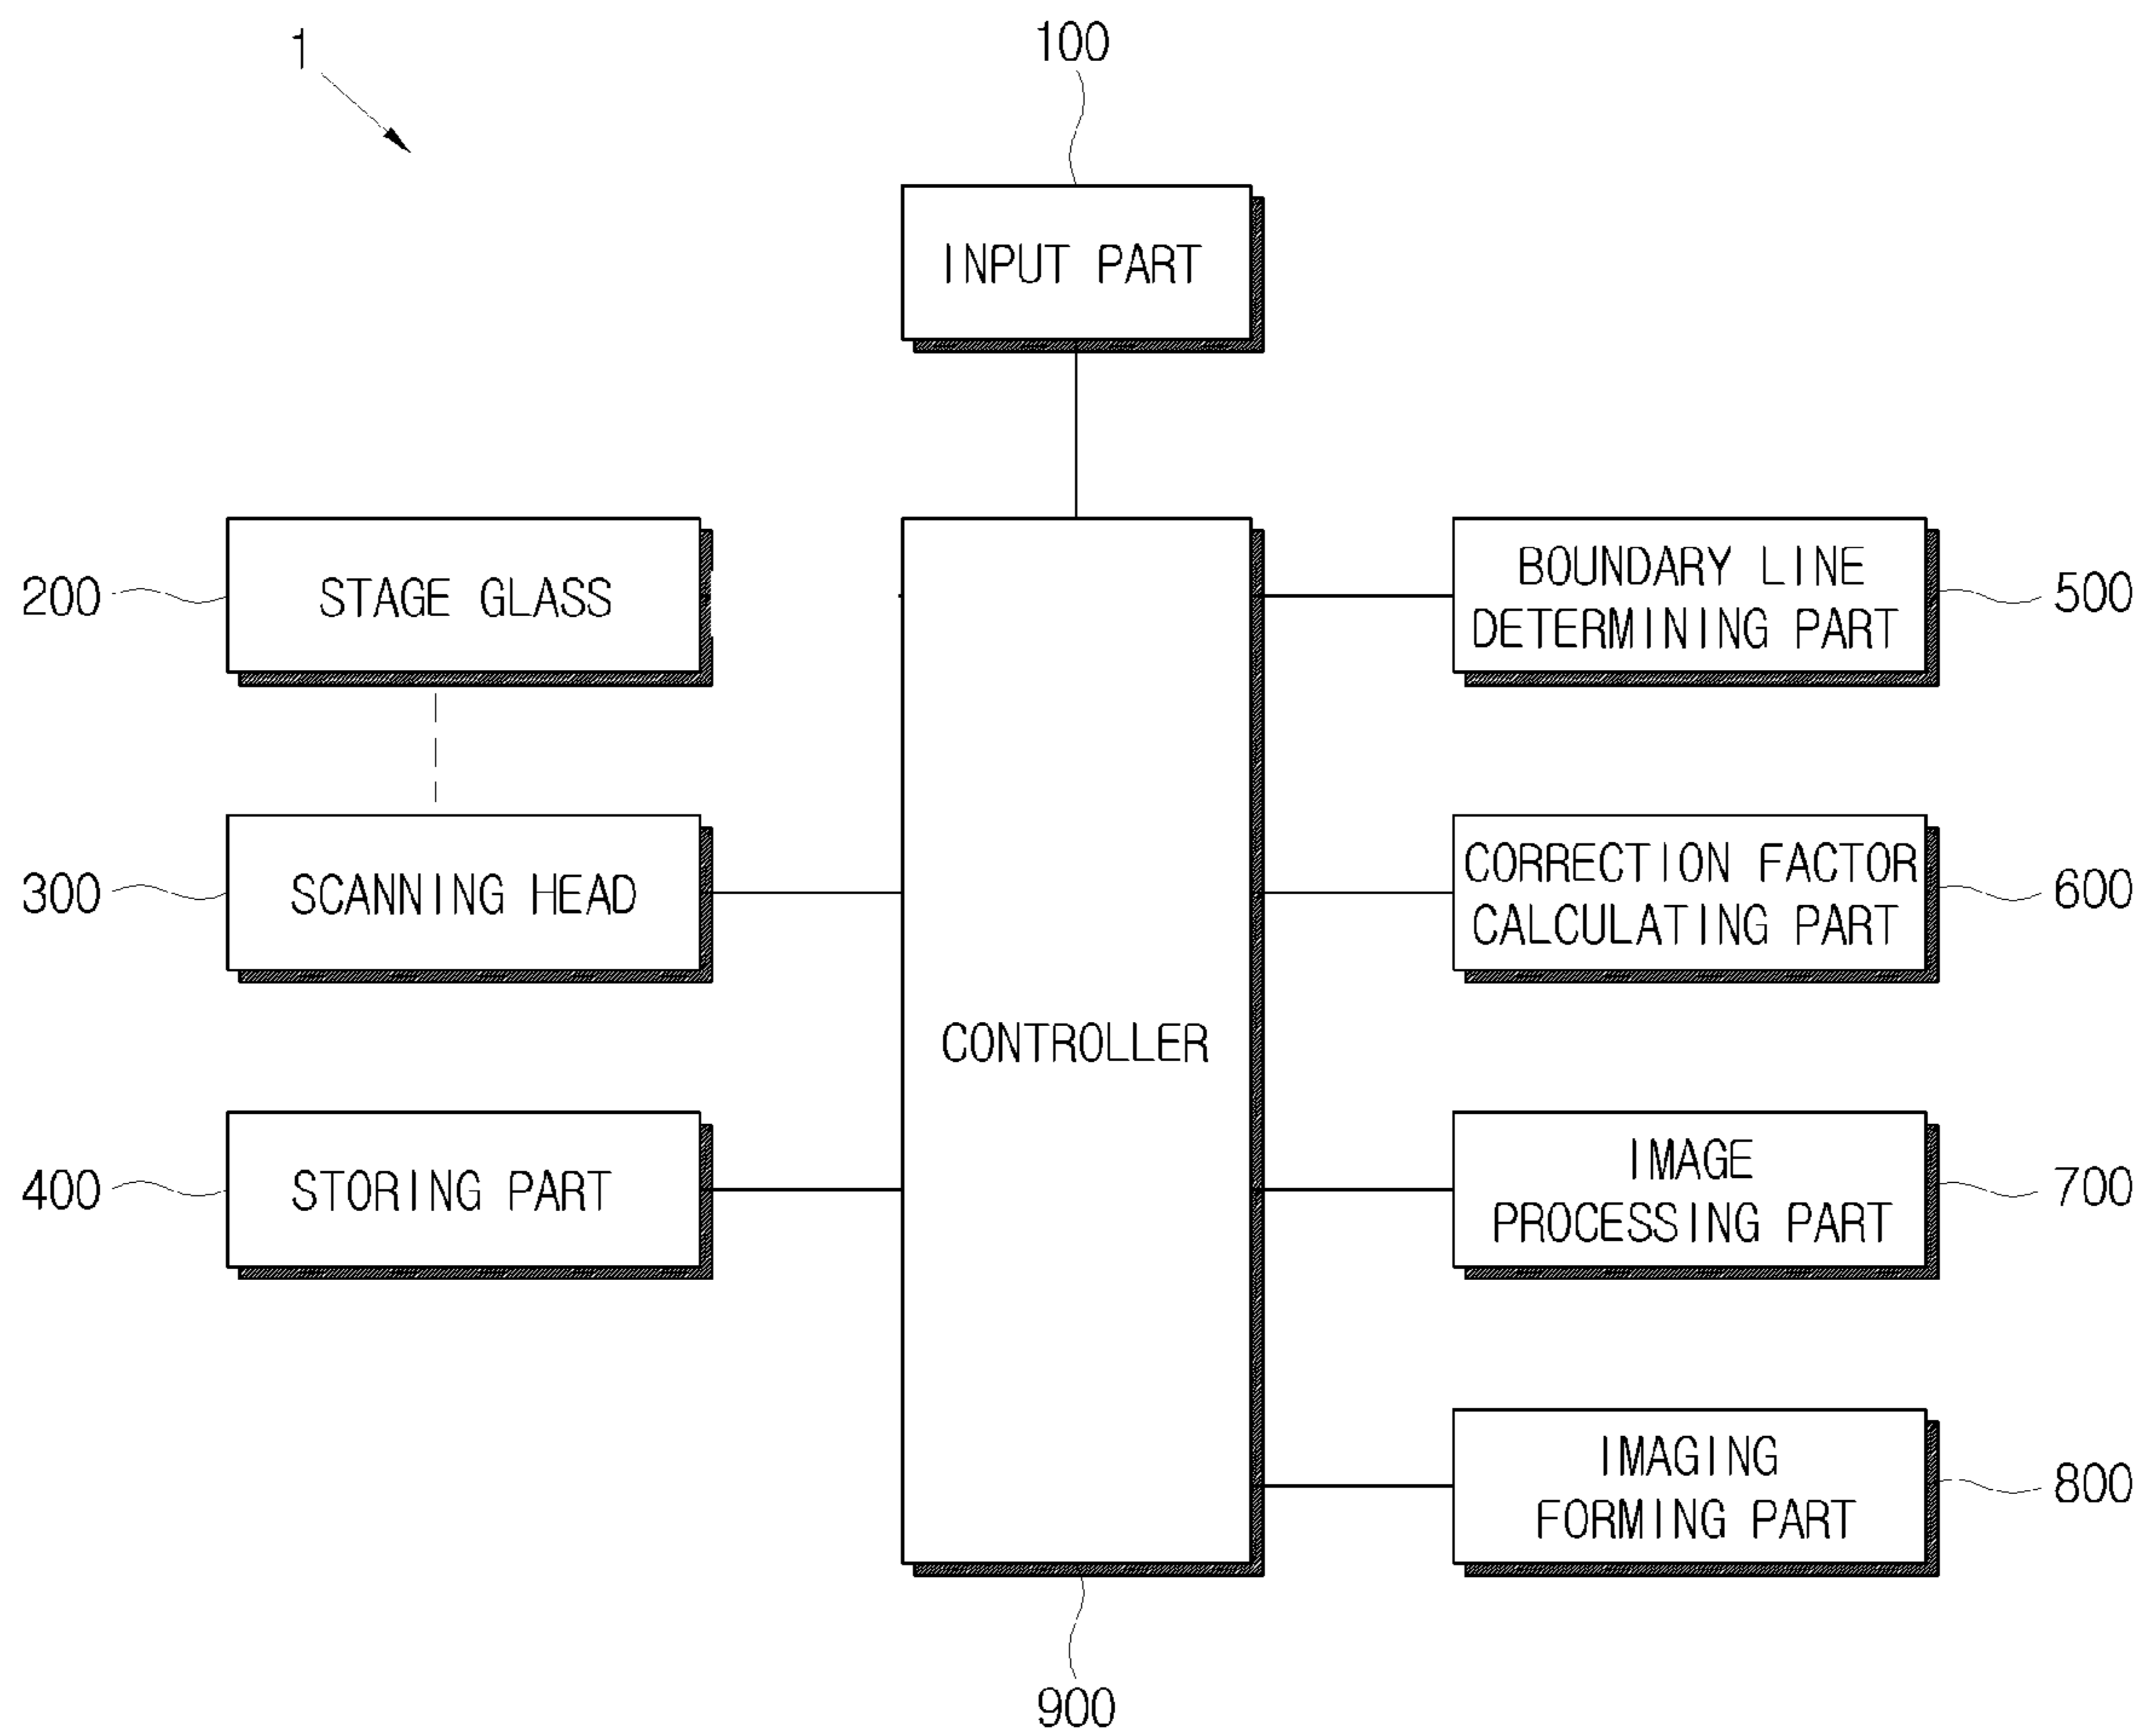 1
100
INPUT PART
200
STAGE GLASS
BOUNDARY LINE
DETERMINING PART
500
300
SCANNING HEAD
CORRECTION FACTOR
CALCULATING PART
600
CONTROLLER
400
STORING PART
IMAGE
PROCESSING PART
700
IMAGING
FORMING PART
800
900